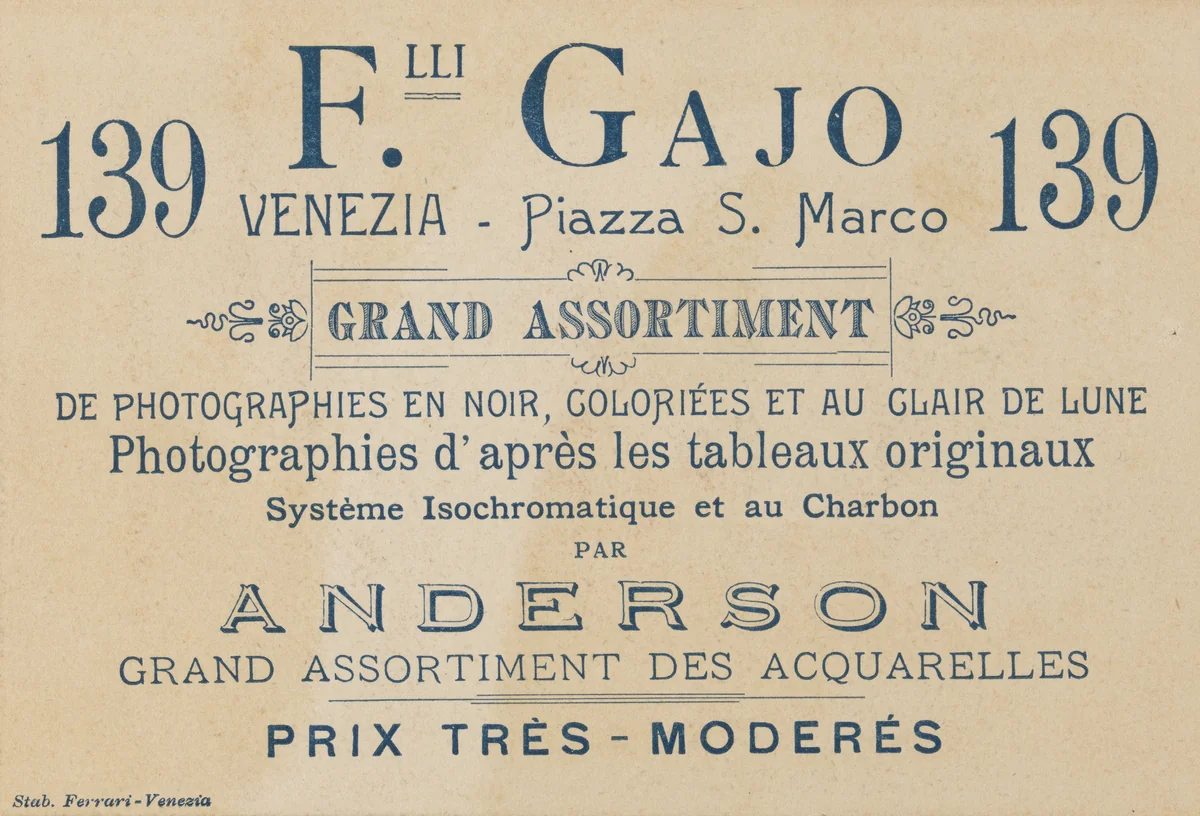 F.LLI GAJO
139 VENEZIA - Piazza S. Marco 139
GRAND ASSORTIMENT
DE PHOTOGRAPHIES EN NOIR, COLORIÉES ET AU CLAIR DE LUNE
Photographies d'après les tableaux originaux
Système Isochromatique et au Charbon
PAR
ANDERSON
GRAND ASSORTIMENT DES ACQUARELLES
PRIX TRÈS-MODERÉS
Stab. Ferrari-Venezia